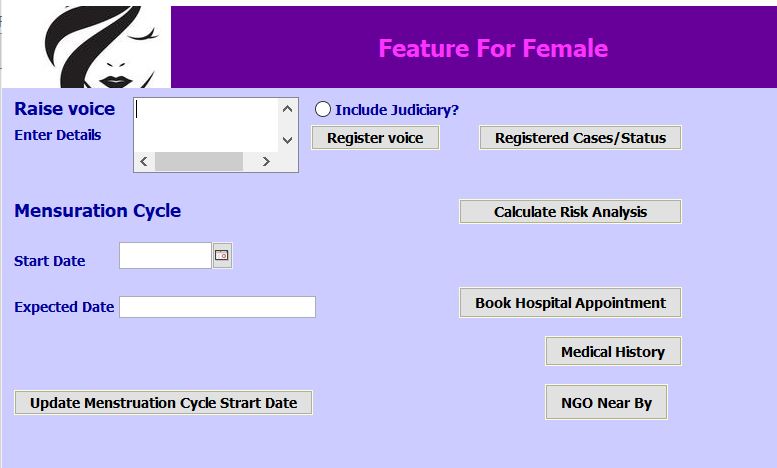 Feature For Female
Raise voice
Include Judiciary?
Enter Details
Register voice
Registered Cases/Status
Mensuration Cycle
Calculate Risk Analysis
Start Date
Expected Date
Book Hospital Appointment
Medical History
Update Menstruation Cycle Strart Date
NGO Near By